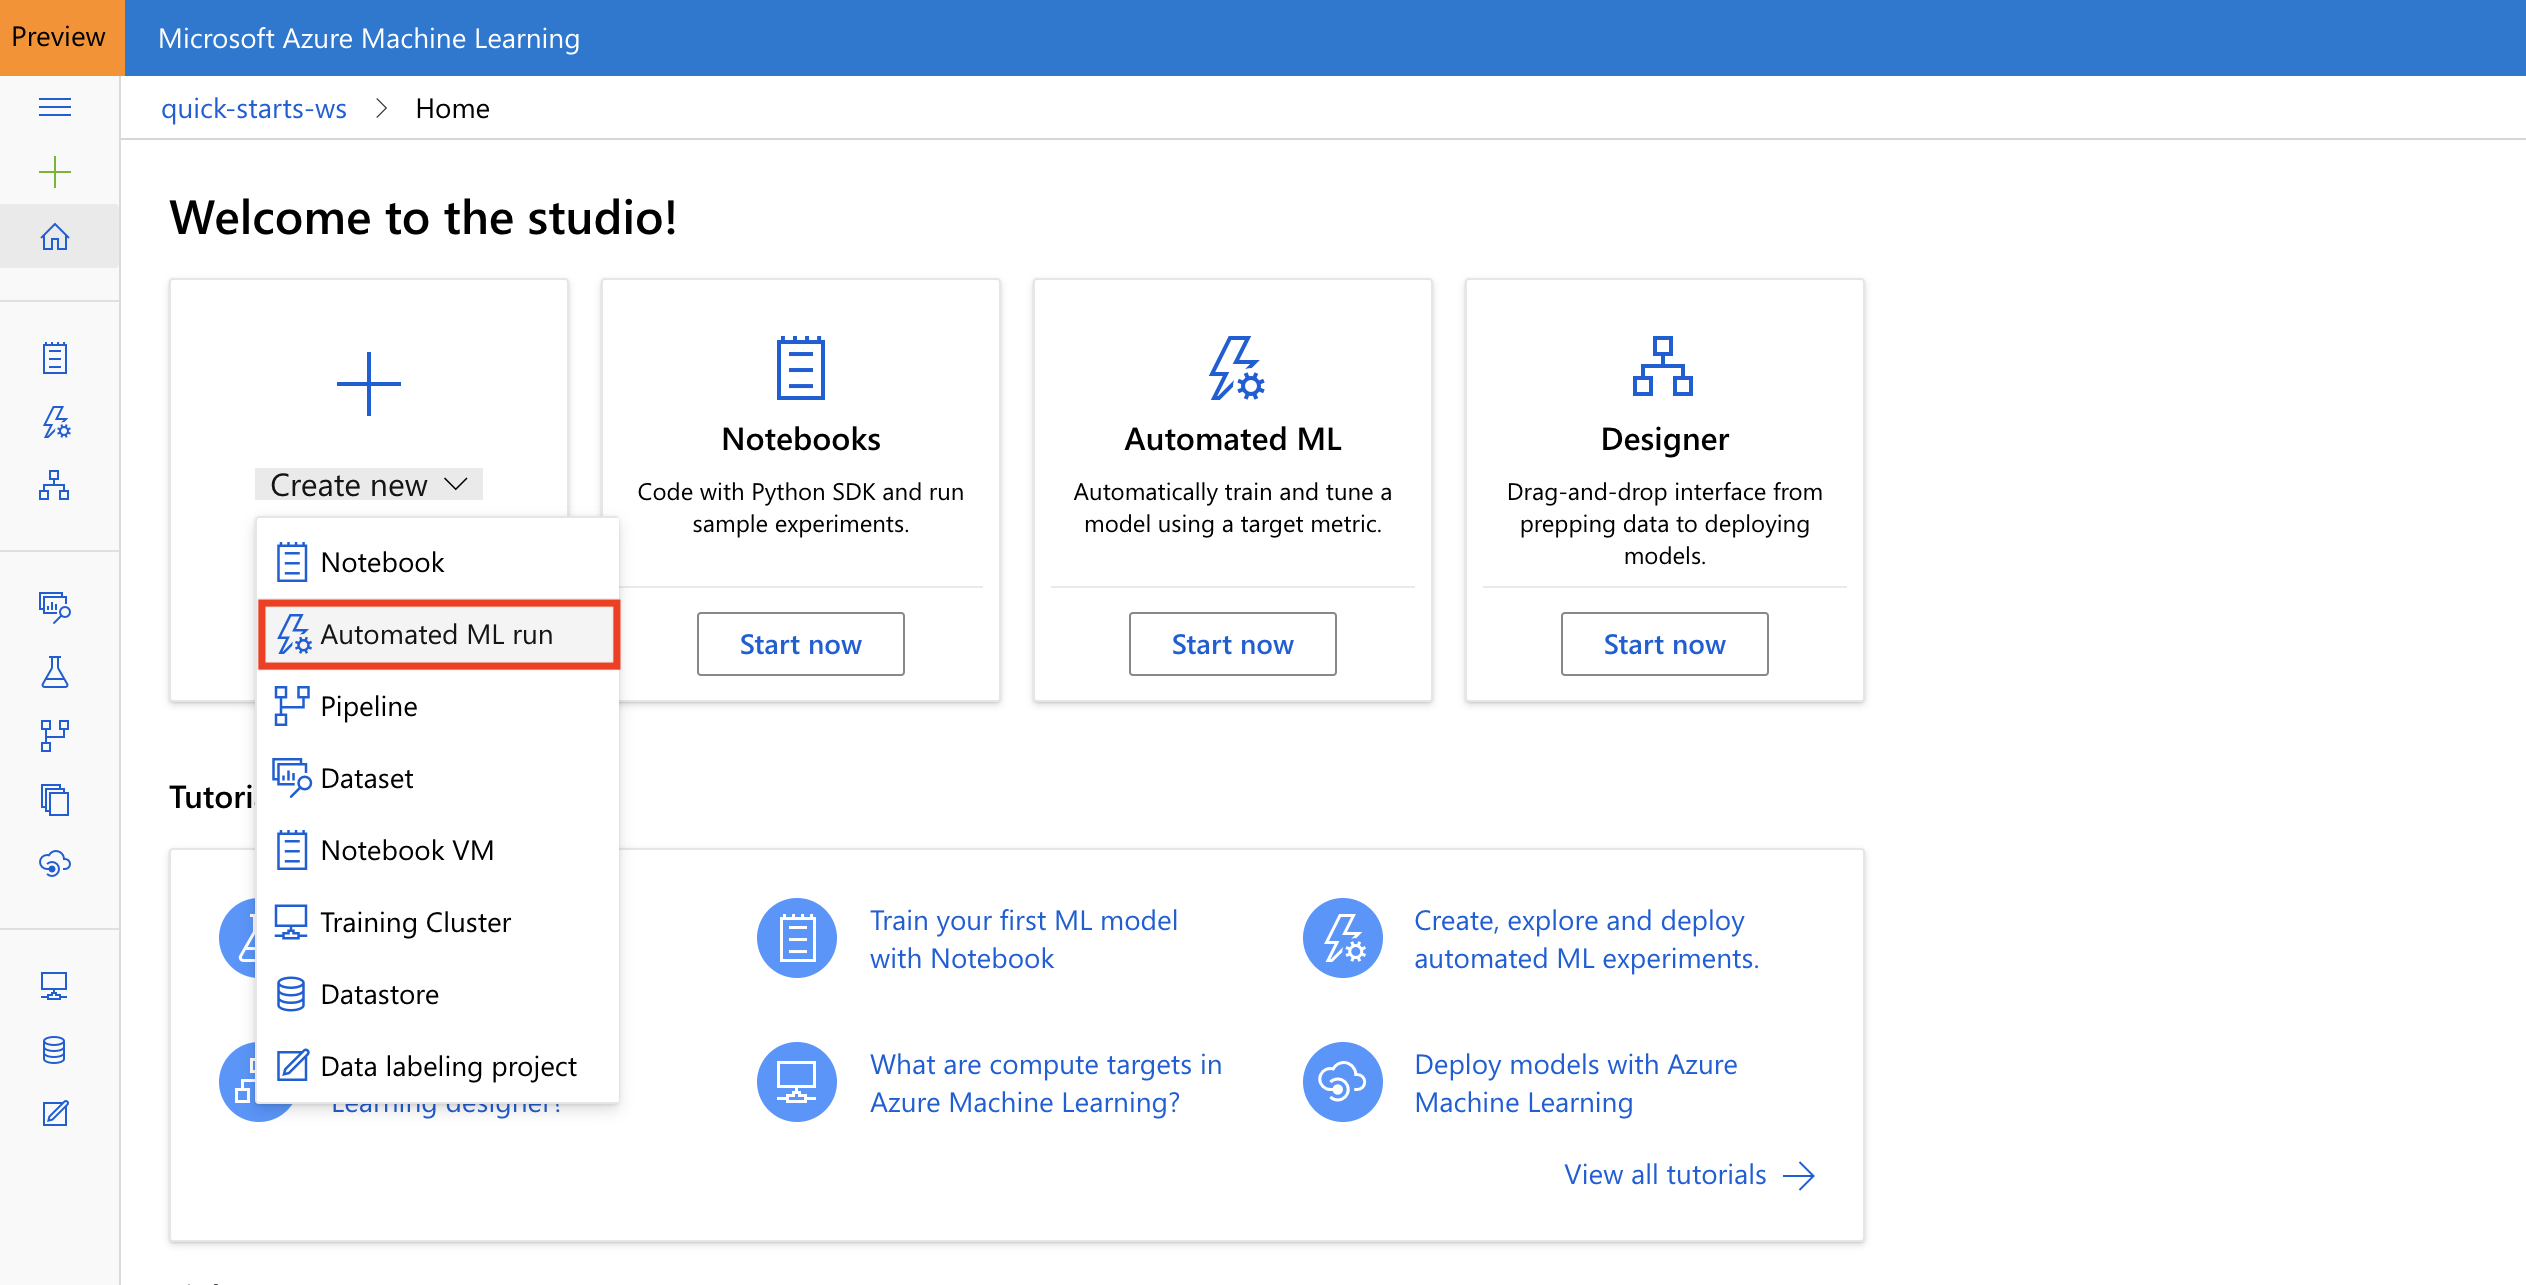 Preview
Microsoft Azure Machine Learning
quick-starts-ws > Home
Welcome to the studio!
Create new
Notebook
Automated ML run
Pipeline
Dataset
Notebook VM
Training Cluster
Datastore
Data labeling project
Notebooks
Code with Python SDK and run
sample experiments.
Start now
Automated ML
Automatically train and tune a
model using a target metric.
Start now
Designer
Drag-and-drop interface from
prepping data to deploying
models.
Start now
Train your first ML model
with Notebook
Create, explore and deploy
automated ML experiments.
Learning designer?
What are compute targets in
Azure Machine Learning?
Deploy models with Azure
Machine Learning
View all tutorials